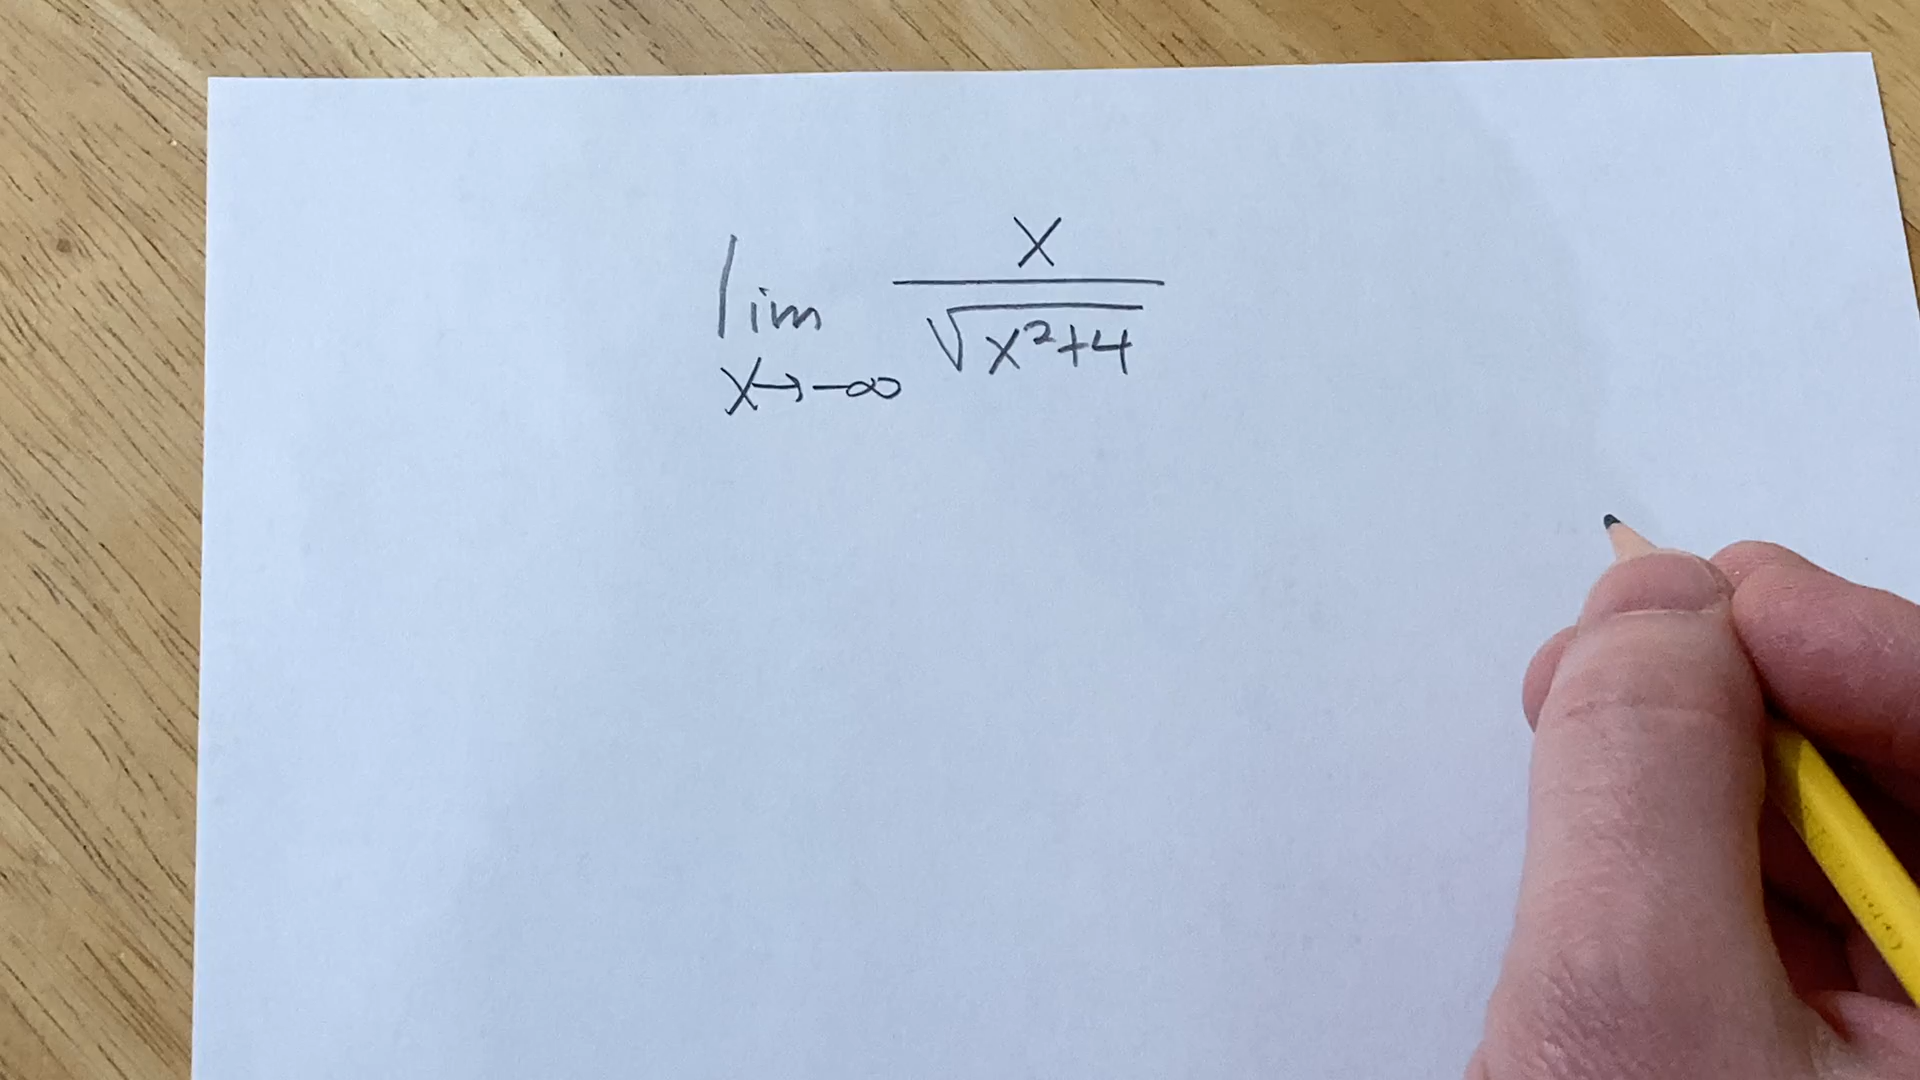 lim x / √(x²+4)
x→-∞